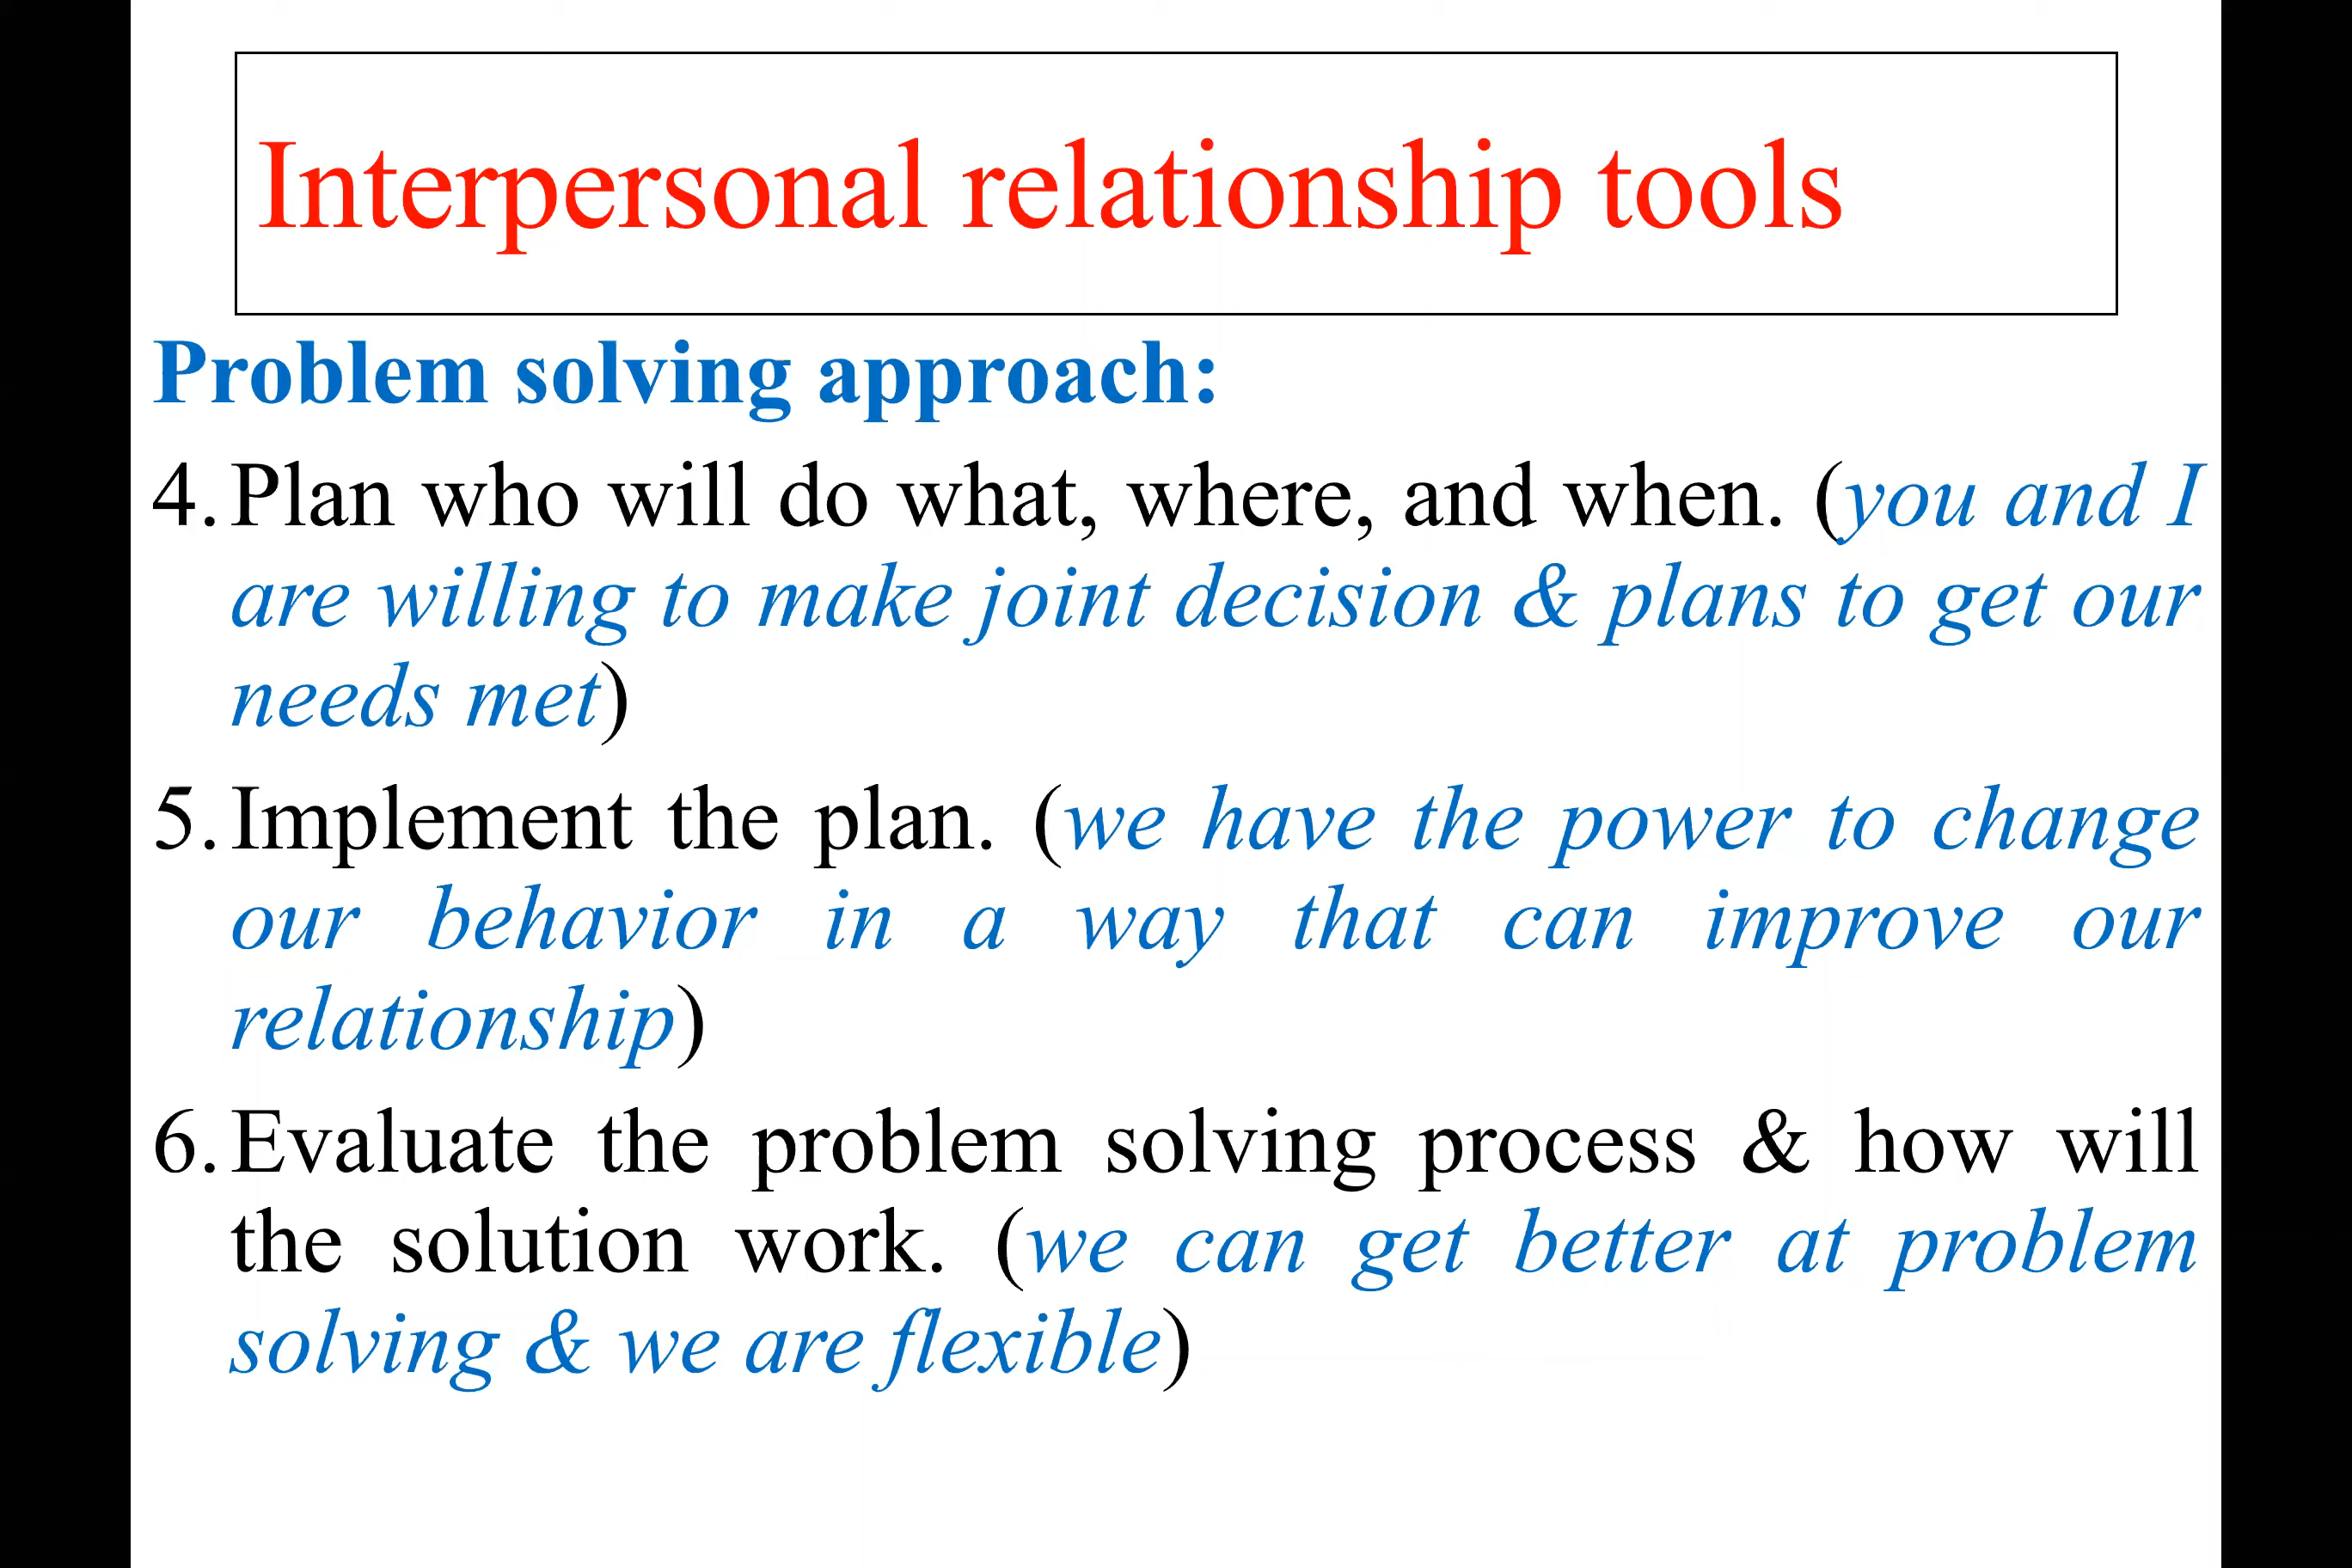 Interpersonal relationship tools
Problem solving approach:
4. Plan who will do what, where, and when. (you and I
are willing to make joint decision & plans to get our
needs met)
5. Implement the plan. (we have the power to change
our behavior in a way that can improve our
relationship)
6. Evaluate the problem solving process & how will
the solution work. (we can get better at problem
solving & we are flexible)